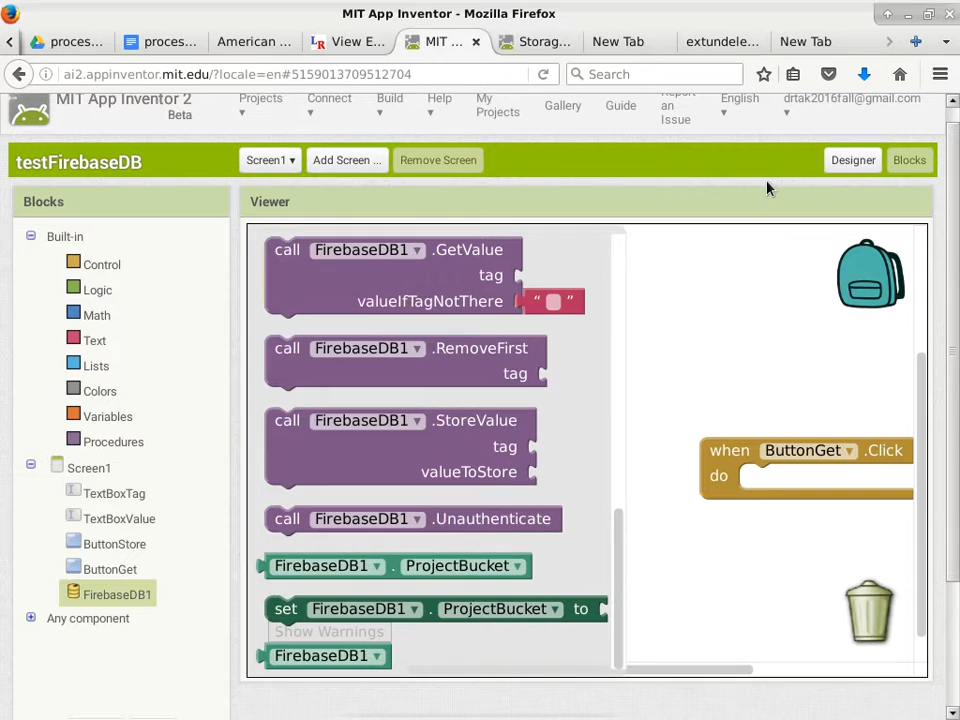 MIT App Inventor - Mozilla Firefox
proces... proces... American ... View E... MIT ... Storag... New Tab extundele... New Tab
ai2.appinventor.mit.edu/?locale=en#5159013709512704 Search
MIT App Inventor 2
Beta
Projects Connect Build Help My Projects Gallery Guide Report an Issue English drtak2016fall@gmail.com
testFirebaseDB Screen1 Add Screen ... Remove Screen Designer Blocks
Blocks Viewer
Built-in
Control
Logic
Math
Text
Lists
Colors
Variables
Procedures
Screen1
TextBoxTag
TextBoxValue
ButtonStore
ButtonGet
FirebaseDB1
Any component
call FirebaseDB1 .GetValue
tag
valueIfTagNotThere “ ”
call FirebaseDB1 .RemoveFirst
tag
call FirebaseDB1 .StoreValue
tag
valueToStore
call FirebaseDB1 .Unauthenticate
FirebaseDB1 . ProjectBucket
set FirebaseDB1 . ProjectBucket to
Show Warnings
FirebaseDB1
when ButtonGet .Click
do